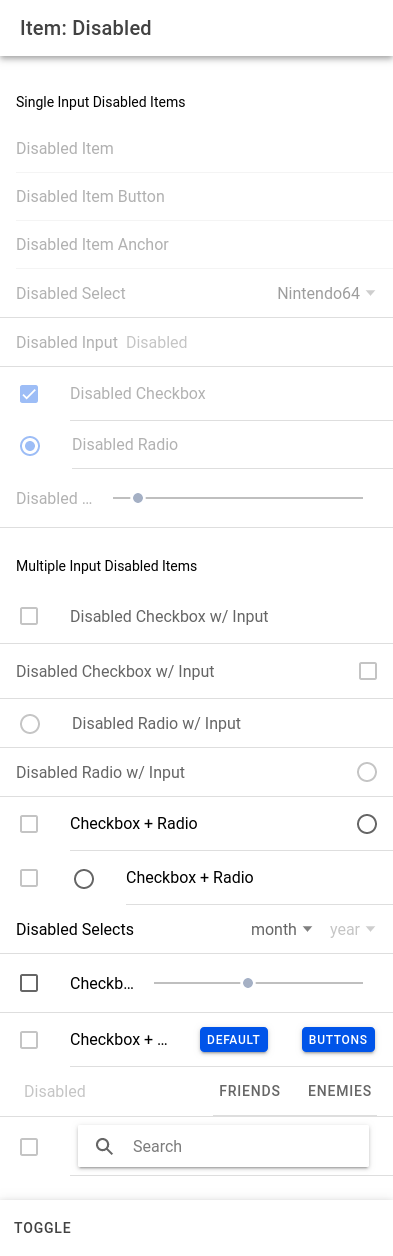 Item: Disabled
Single Input Disabled Items
Disabled Item
Disabled Item Button
Disabled Item Anchor
Disabled Select Nintendo64
Disabled Input Disabled
Disabled Checkbox
Disabled Radio
Disabled ...
Multiple Input Disabled Items
Disabled Checkbox w/ Input
Disabled Checkbox w/ Input
Disabled Radio w/ Input
Disabled Radio w/ Input
Checkbox + Radio
Checkbox + Radio
Disabled Selects month year
Checkb...
Checkbox + ... DEFAULT BUTTONS
Disabled FRIENDS ENEMIES
Search
TOGGLE